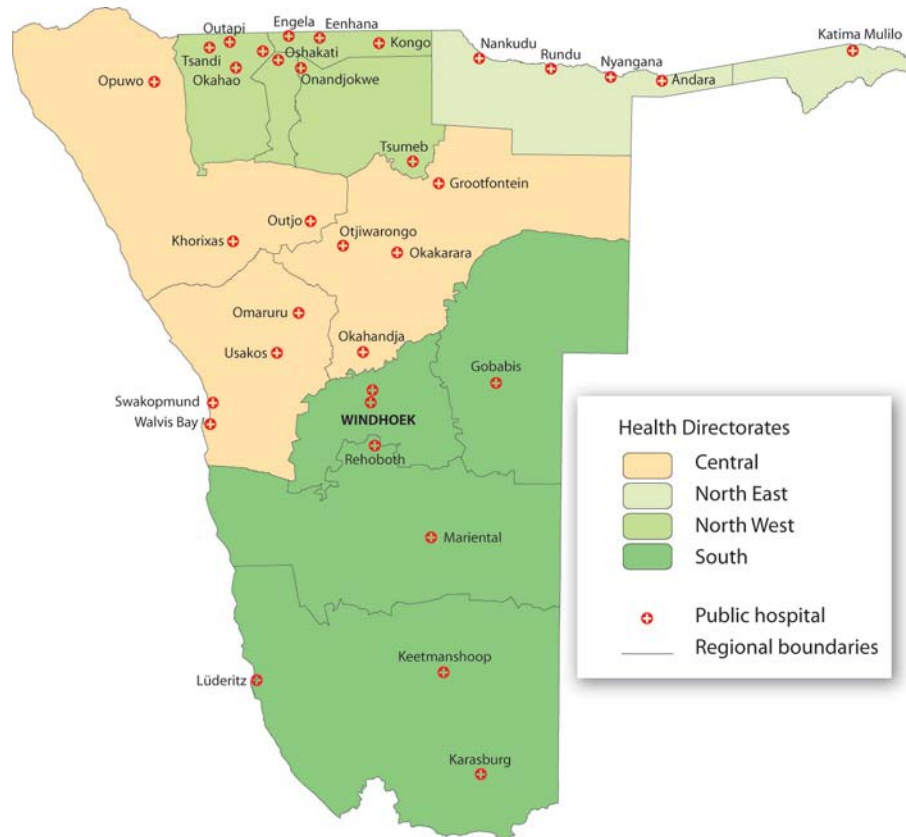 Engela
Eenhana
Outapi
Katima Mulilo
Kongo
Nankudu
Oshakati
Tsandi
Rundu
Okahao
Onandjokwe
Nyangana
Opuwo
Andara
Tsumeb
Grootfontein
Outjo
Otjiwarongo
Khorixas
Okakarara
Omaruru
Okahandja
Usakos
Gobabis
Swakopmund
WINDHOEK
Walvis Bay
Rehoboth
Mariental
Keetmanshoop
Lüderitz
Karasburg
Health Directorates
Central
North East
North West
South
Public hospital
Regional boundaries